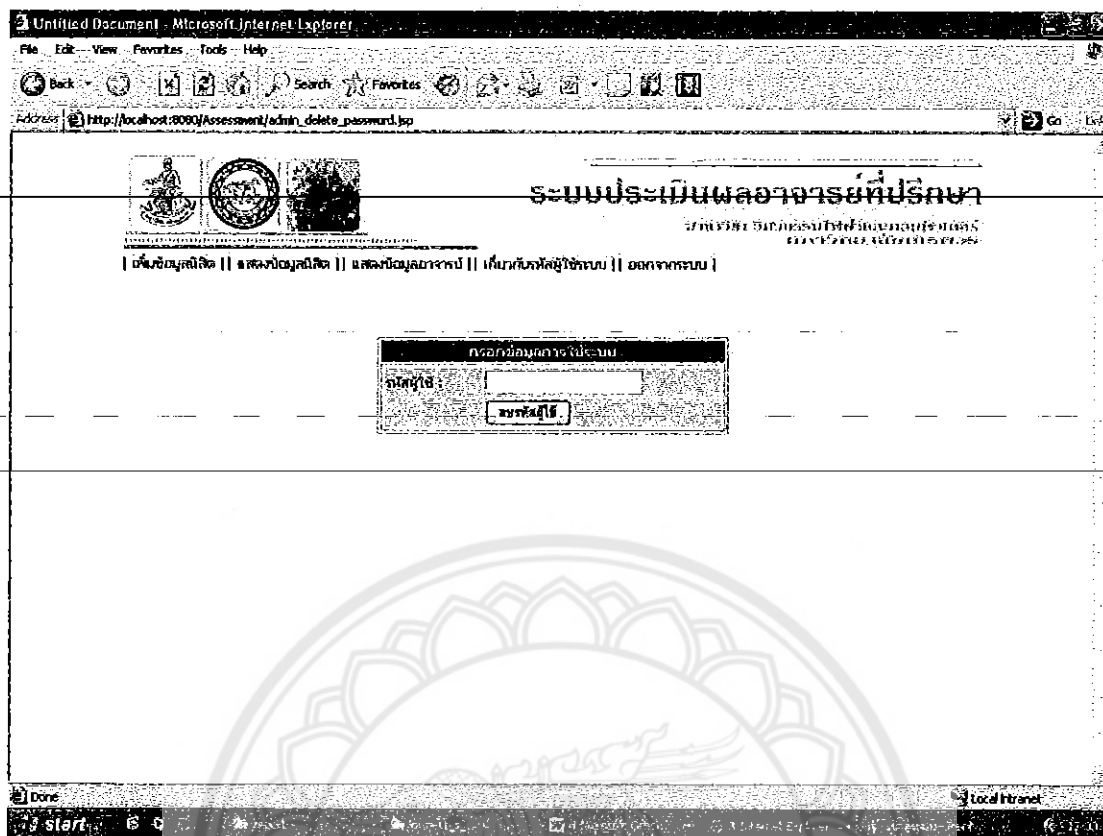 Untitled Document - Microsoft Internet Explorer
File Edit View Favorites Tools Help
Back Search Favorites
Address http://localhost:8080/Assessment/admin_delete_password.jsp Go
ระบบประเมินผลอาจารย์ที่ปรึกษา
| เพิ่มข้อมูลนิสิต || แสดงข้อมูลนิสิต || แสดงข้อมูลอาจารย์ || เกี่ยวกับรหัสผู้ใช้ระบบ || ออกจากระบบ |
กรอกข้อมูลการใช้ระบบ
รหัสผู้ใช้ :
ลบรหัสผู้ใช้
Done Local intranet
start